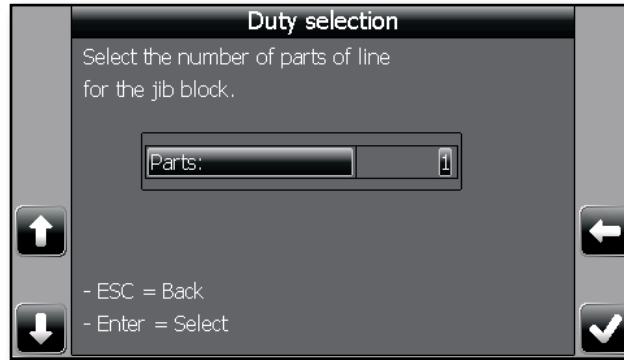 Duty selection
Select the number of parts of line
for the jib block.
Parts: 1
- ESC = Back
- Enter = Select